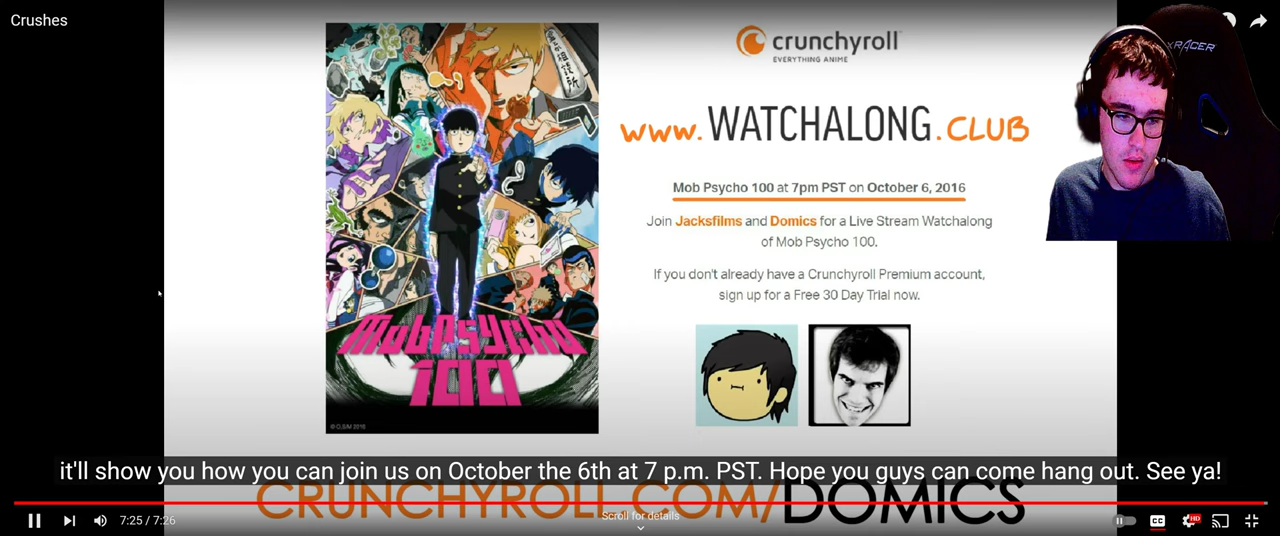 Crushes
crunchyroll
EVERYTHING ANIME
XRACER
www.WATCHALONG.CLUB
Mob Psycho 100 at 7pm PST on October 6, 2016
Join Jacksfilms and Domics for a Live Stream Watchalong
of Mob Psycho 100.
If you don't already have a Crunchyroll Premium account,
sign up for a Free 30 Day Trial now.
Mob Psycho
100
it'll show you how you can join us on October the 6th at 7 p.m. PST. Hope you guys can come hang out. See ya!
CRUNCHYROLL.COM/DOMICS
7:25 / 7:26
Scroll for details
CC
HD